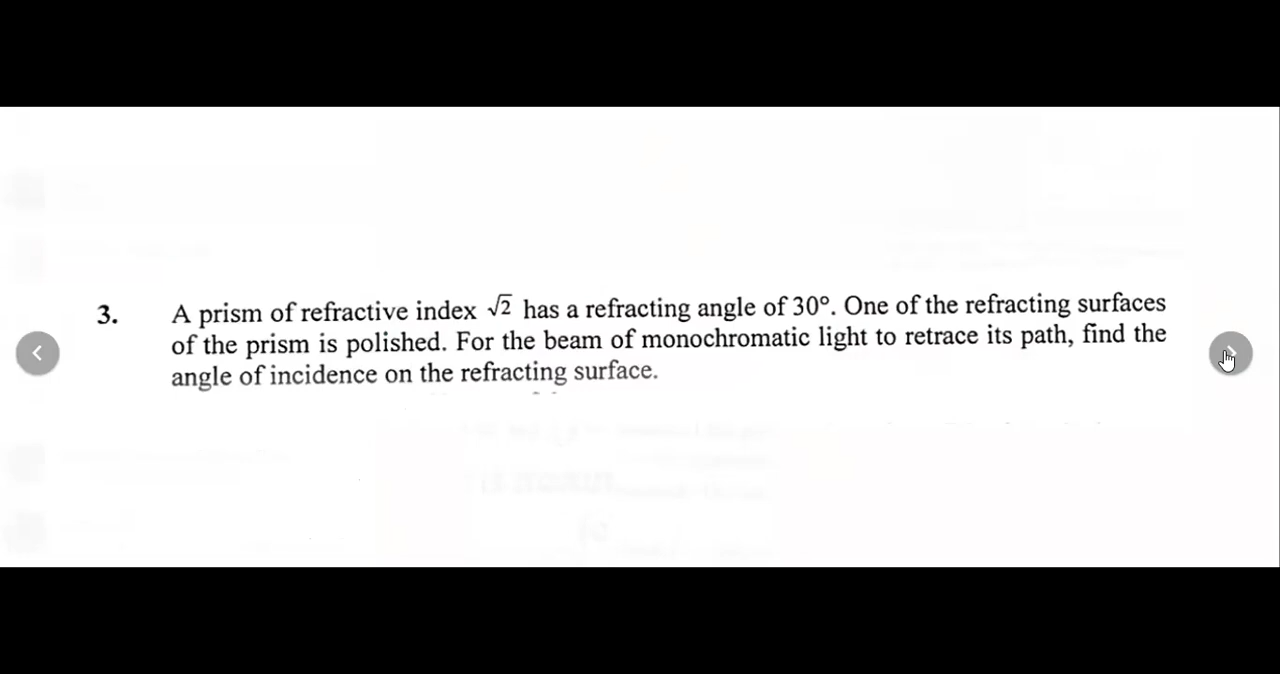 3. A prism of refractive index √2 has a refracting angle of 30°. One of the refracting surfaces
of the prism is polished. For the beam of monochromatic light to retrace its path, find the
angle of incidence on the refracting surface.